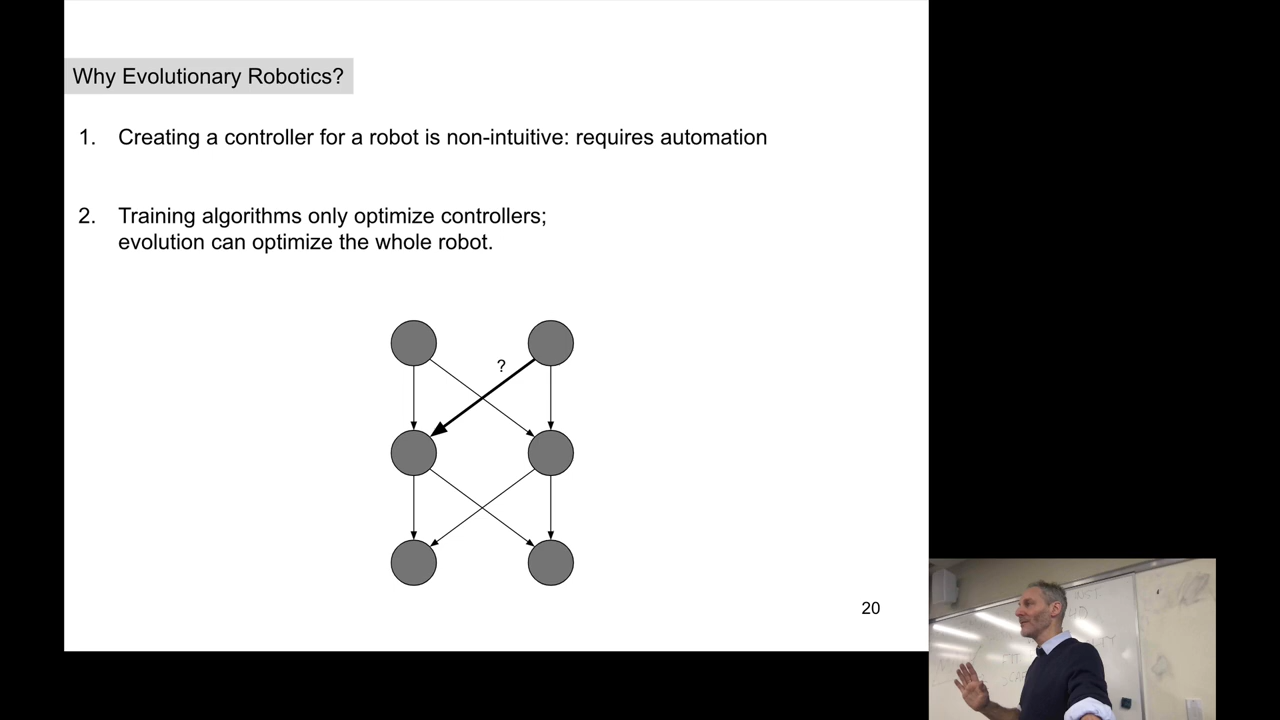 Why Evolutionary Robotics?
1. Creating a controller for a robot is non-intuitive: requires automation
2. Training algorithms only optimize controllers;
evolution can optimize the whole robot.
?
20